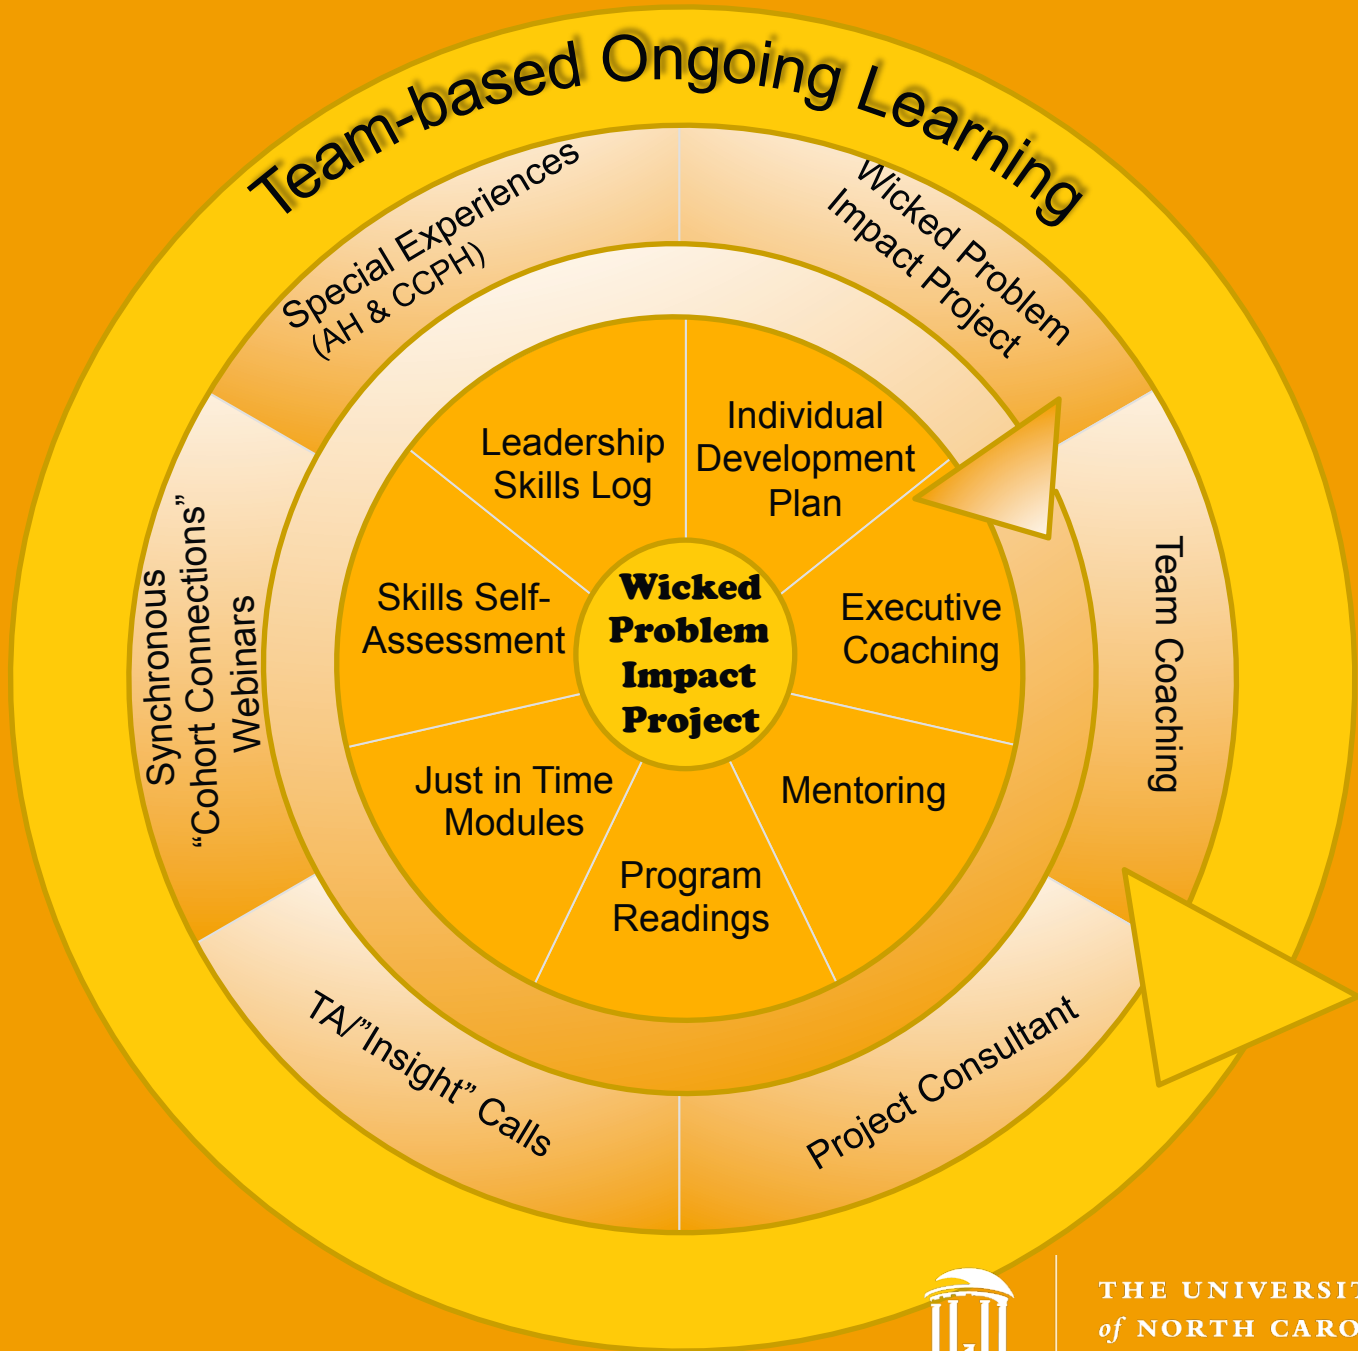 Team-based Ongoing Learning
Special Experiences
(AH & CCPH)
Wicked Problem
Impact Project
Team Coaching
Project Consultant
TA/”Insight” Calls
Synchronous
“Cohort Connections”
Webinars
Leadership
Skills Log
Individual
Development
Plan
Executive
Coaching
Mentoring
Program
Readings
Just in Time
Modules
Skills Self-
Assessment
Wicked
Problem
Impact
Project
THE UNIVERSIT
of NORTH CARO